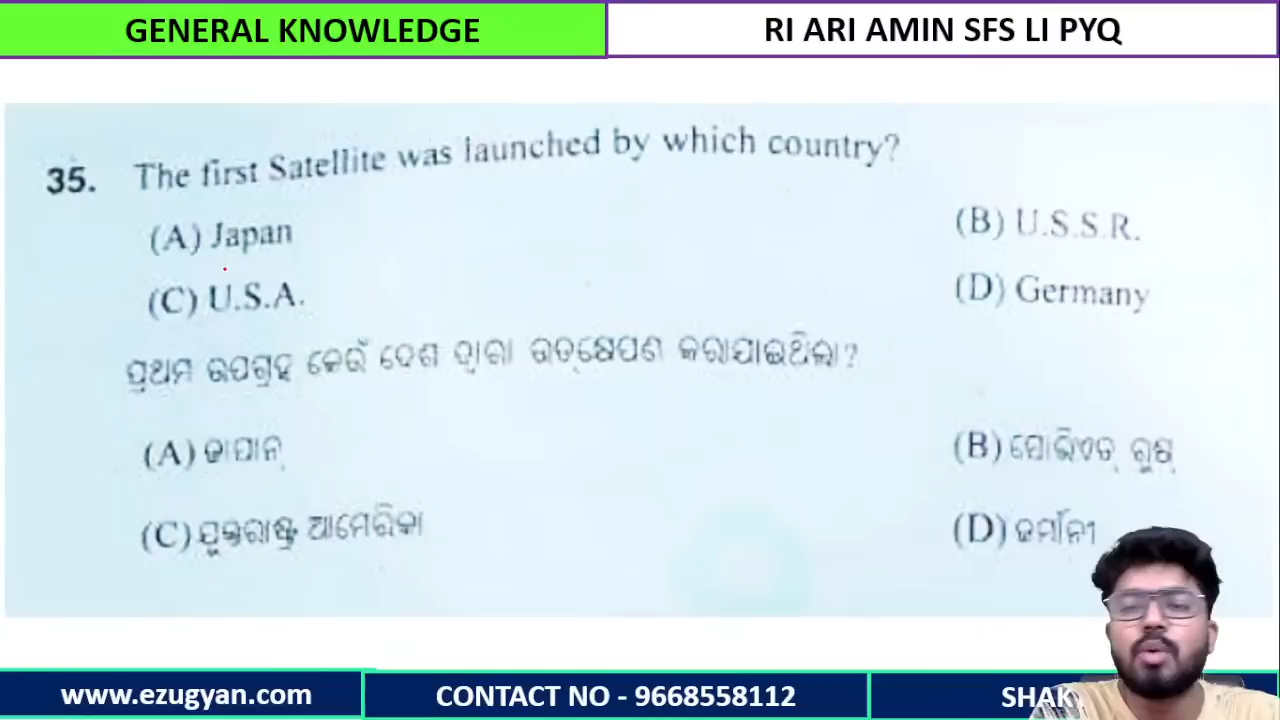 GENERAL KNOWLEDGE
RI ARI AMIN SFS LI PYQ
35. The first Satellite was launched by which country?
(A) Japan
(B) U.S.S.R.
(C) U.S.A.
(D) Germany
ପ୍ରଥମ ଉପଗ୍ରହ କେଉଁ ଦେଶ ଦ୍ୱାରା ଉତ୍‌କ୍ଷେପଣ କରାଯାଇଥିଲା?
(A) ଜାପାନ୍
(B) ସୋଭିଏତ୍ ରୁଷ୍
(C) ଯୁକ୍ତରାଷ୍ଟ୍ର ଆମେରିକା
(D) ଜର୍ମାନୀ
www.ezugyan.com
CONTACT NO - 9668558112